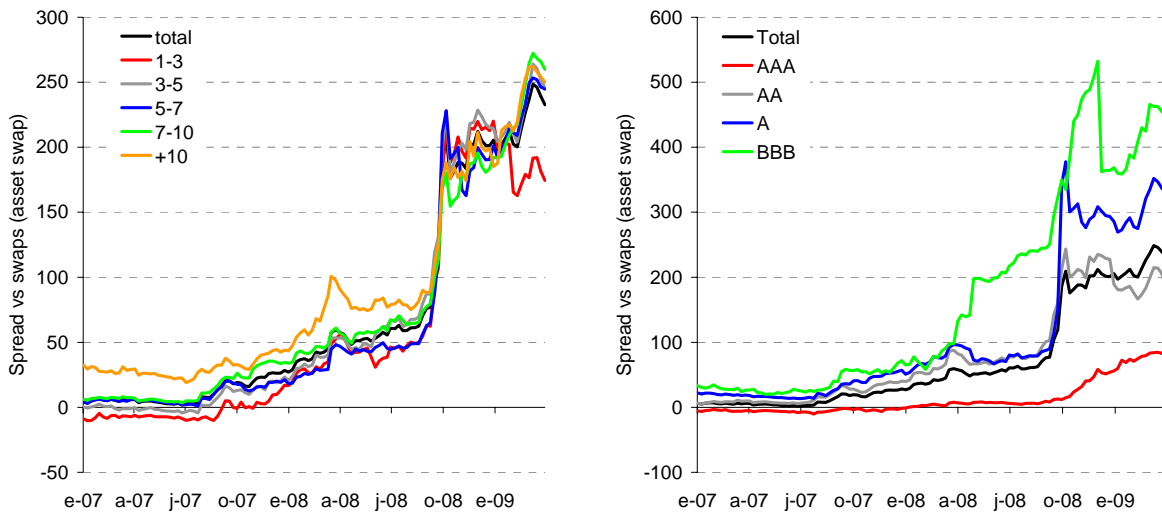 Spread vs swaps (asset swap)
300
250
200
150
100
50
0
-50
total
1-3
3-5
5-7
7-10
+10
e-07 a-07 j-07 o-07 e-08 a-08 j-08 o-08 e-09
Spread vs swaps (asset swap)
600
500
400
300
200
100
0
-100
Total
AAA
AA
A
BBB
e-07 a-07 j-07 o-07 e-08 a-08 j-08 o-08 e-09